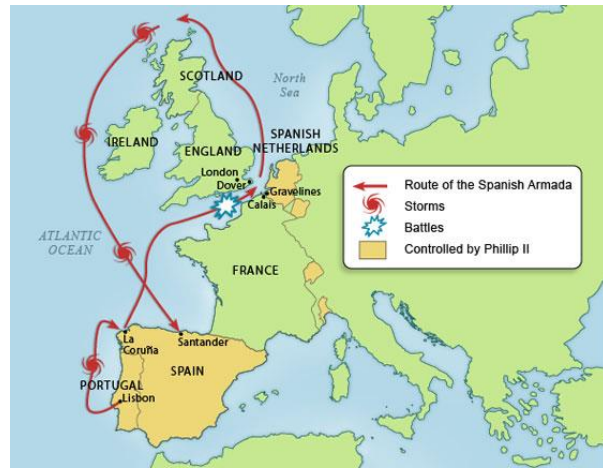 SCOTLAND
North
Sea
IRELAND
ENGLAND
SPANISH
NETHERLANDS
London
Dover
Gravelines
Calais
Route of the Spanish Armada
Storms
Battles
Controlled by Phillip II
ATLANTIC
OCEAN
FRANCE
La
Coruña
Santander
PORTUGAL
SPAIN
Lisbon